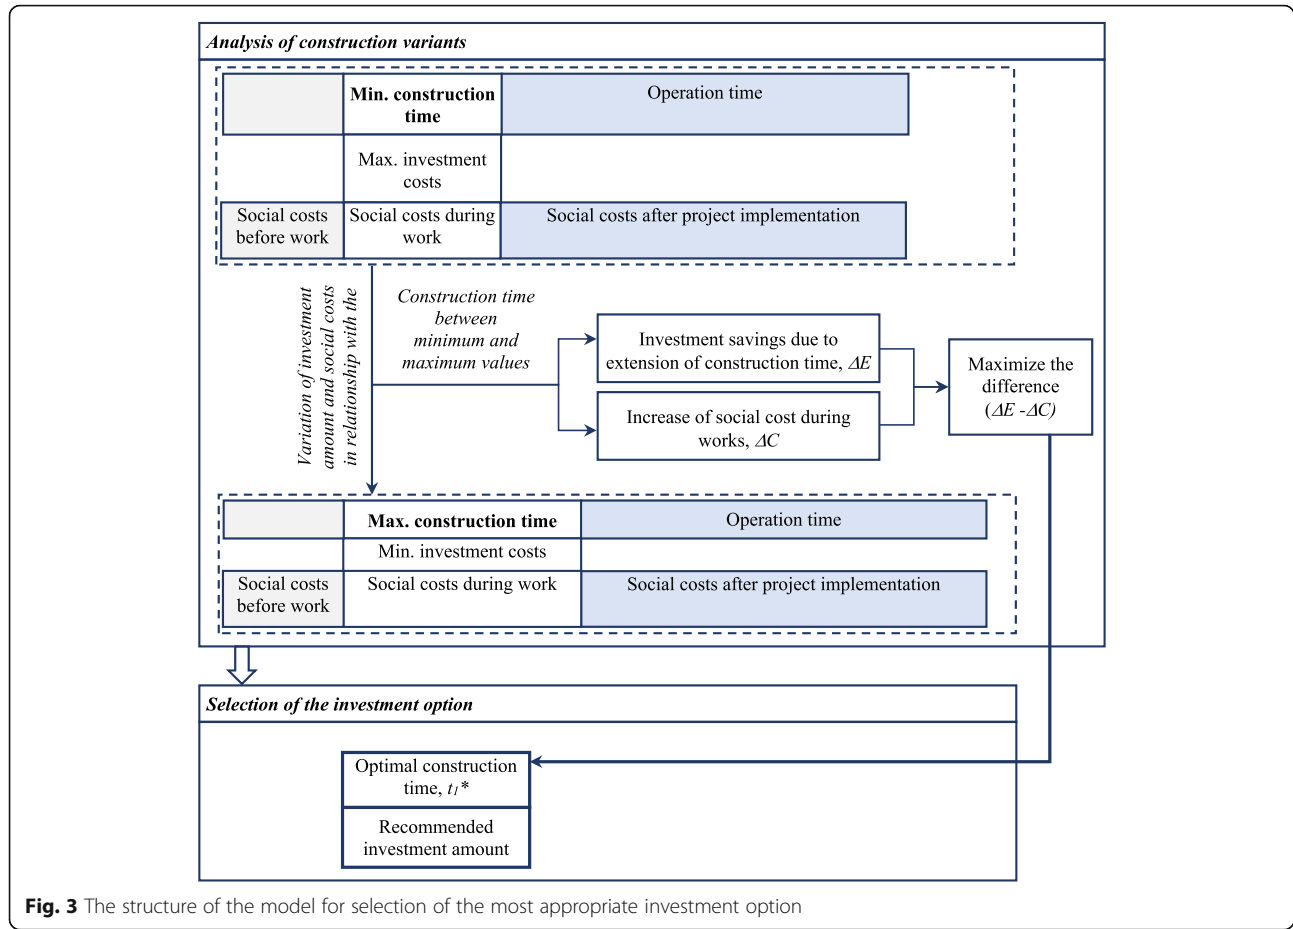 Analysis of construction variants
Min. construction
time
Operation time
Max. investment
costs
Social costs
before work
Social costs during
work
Social costs after project implementation
Variation of investment
amount and social costs
in relationship with the
Construction time
between
minimum and
maximum values
Investment savings due to
extension of construction time, ΔE
Increase of social cost during
works, ΔC
Maximize the
difference
(ΔE -ΔC)
Max. construction time
Operation time
Min. investment costs
Social costs
before work
Social costs during work
Social costs after project implementation
Selection of the investment option
Optimal construction
time, t₁*
Recommended
investment amount
Fig. 3 The structure of the model for selection of the most appropriate investment option